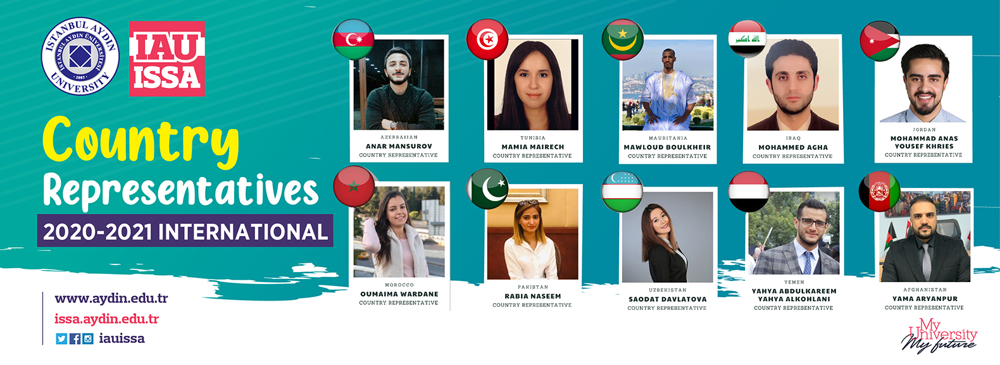 ISTANBUL AYDIN
UNIVERSITY
İSTANBUL AYDIN ÜNİVERSİTESİ
· 2003 ·
IAU
ISSA
Country
Representatives
2020-2021 INTERNATIONAL
www.aydin.edu.tr
issa.aydin.edu.tr
iauissa
AZERBAIJAN
ANAR MANSUROV
COUNTRY REPRESENTATIVE
TUNISIA
MAMIA MAIRECH
COUNTRY REPRESENTATIVE
MAURITANIA
MAWLOUD BOULKHEIR
COUNTRY REPRESENTATIVE
الله اكبر
IRAQ
MOHAMMED AGHA
COUNTRY REPRESENTATIVE
JORDAN
MOHAMMAD ANAS
YOUSEF KHRIES
COUNTRY REPRESENTATIVE
MOROCCO
OUMAIMA WARDANE
COUNTRY REPRESENTATIVE
PAKISTAN
RABIA NASEEM
COUNTRY REPRESENTATIVE
UZBEKISTAN
SAODAT DAVLATOVA
COUNTRY REPRESENTATIVE
YEMEN
YAHYA ABDULKAREEM
YAHYA ALKOHLANI
COUNTRY REPRESENTATIVE
AFGHANISTAN
YAMA ARYANPUR
COUNTRY REPRESENTATIVE
My
University
My future